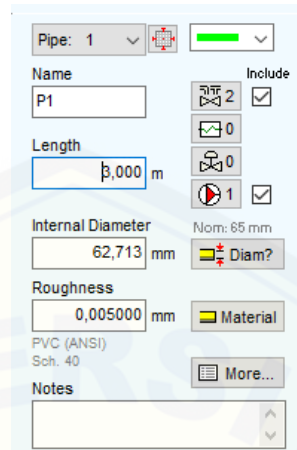 Pipe: 1
Name
Include
P1
2
0
Length
3,000 m
0
1
Internal Diameter
Nom: 65 mm
62,713 mm
Diam?
Roughness
0,005000 mm
Material
PVC (ANSI)
Sch. 40
More...
Notes